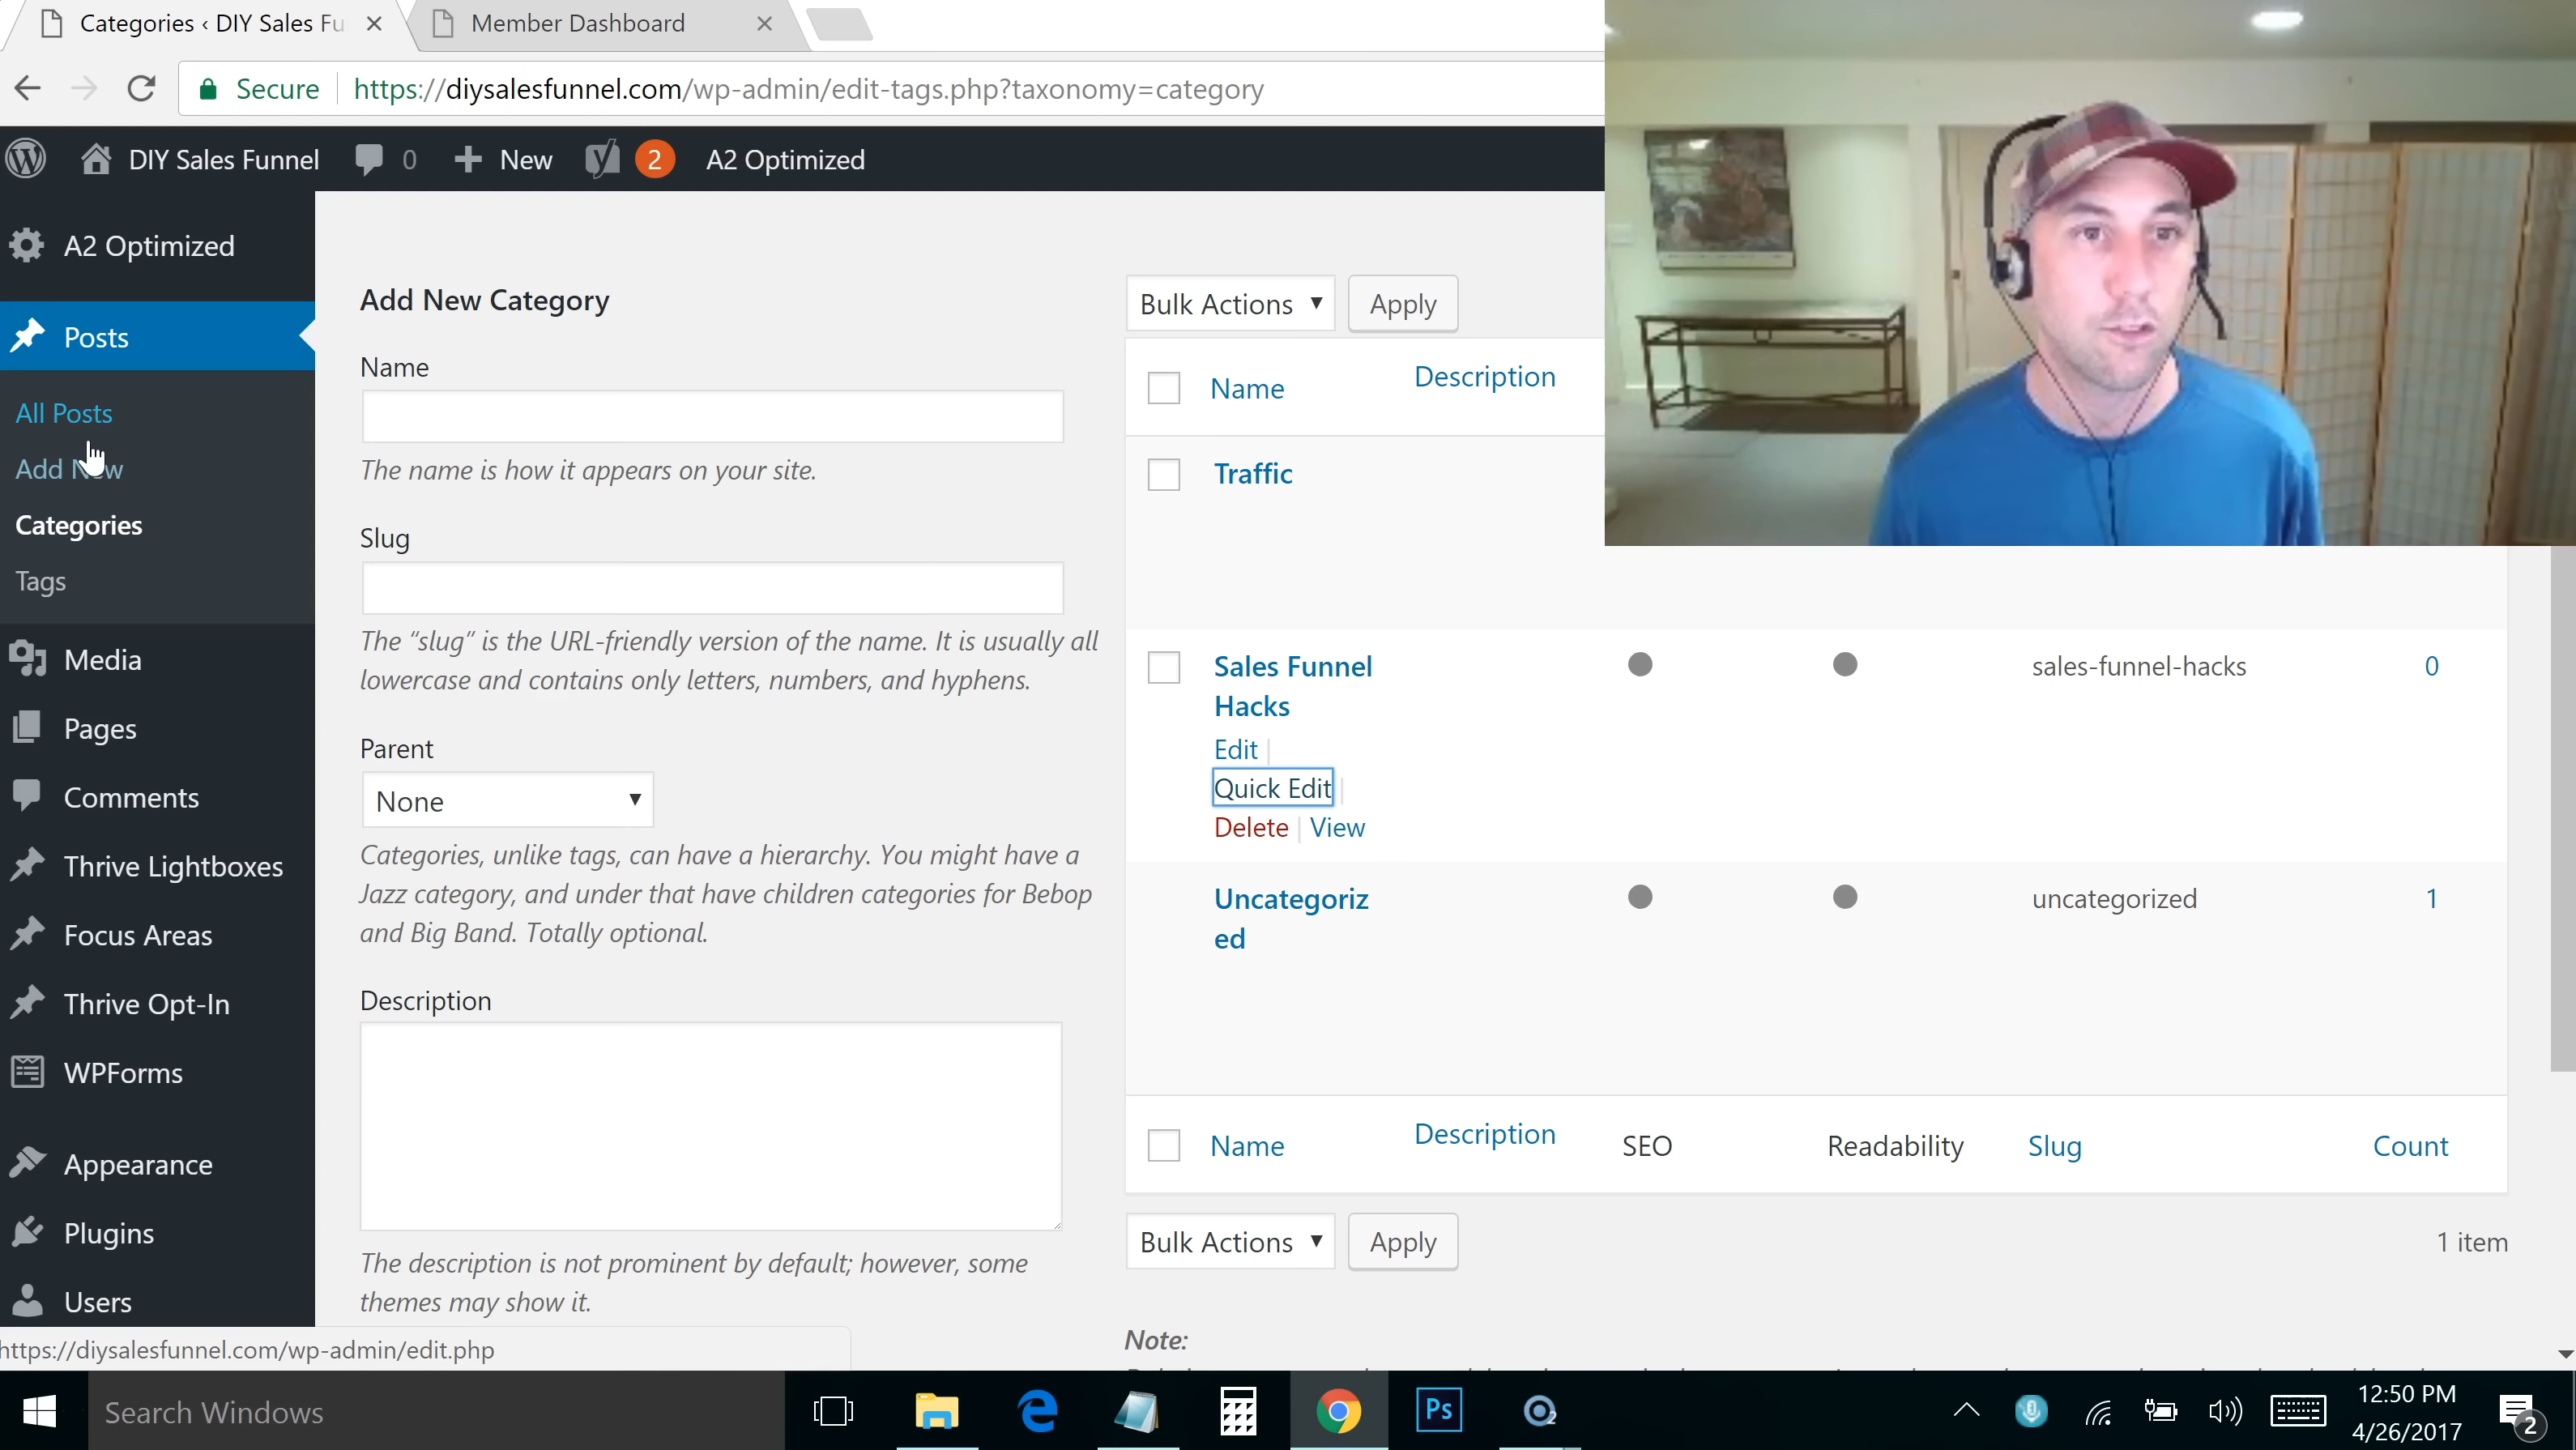 Categories ‹ DIY Sales Fu
Member Dashboard
Secure
https://diysalesfunnel.com/wp-admin/edit-tags.php?taxonomy=category
DIY Sales Funnel
0
New
2
A2 Optimized
A2 Optimized
Posts
All Posts
Add New
Categories
Tags
Media
Pages
Comments
Thrive Lightboxes
Focus Areas
Thrive Opt-In
WPForms
Appearance
Plugins
Users
Add New Category
Name
The name is how it appears on your site.
Slug
The “slug” is the URL-friendly version of the name. It is usually all
lowercase and contains only letters, numbers, and hyphens.
Parent
None
Categories, unlike tags, can have a hierarchy. You might have a
Jazz category, and under that have children categories for Bebop
and Big Band. Totally optional.
Description
The description is not prominent by default; however, some
themes may show it.
Bulk Actions
Apply
Name
Description
Traffic
Sales Funnel
Hacks
sales-funnel-hacks
0
Edit |
Quick Edit |
Delete | View
Uncategoriz
ed
uncategorized
1
Name
Description
SEO
Readability
Slug
Count
Bulk Actions
Apply
1 item
Note:
https://diysalesfunnel.com/wp-admin/edit.php
Search Windows
Ps
12:50 PM
4/26/2017
2